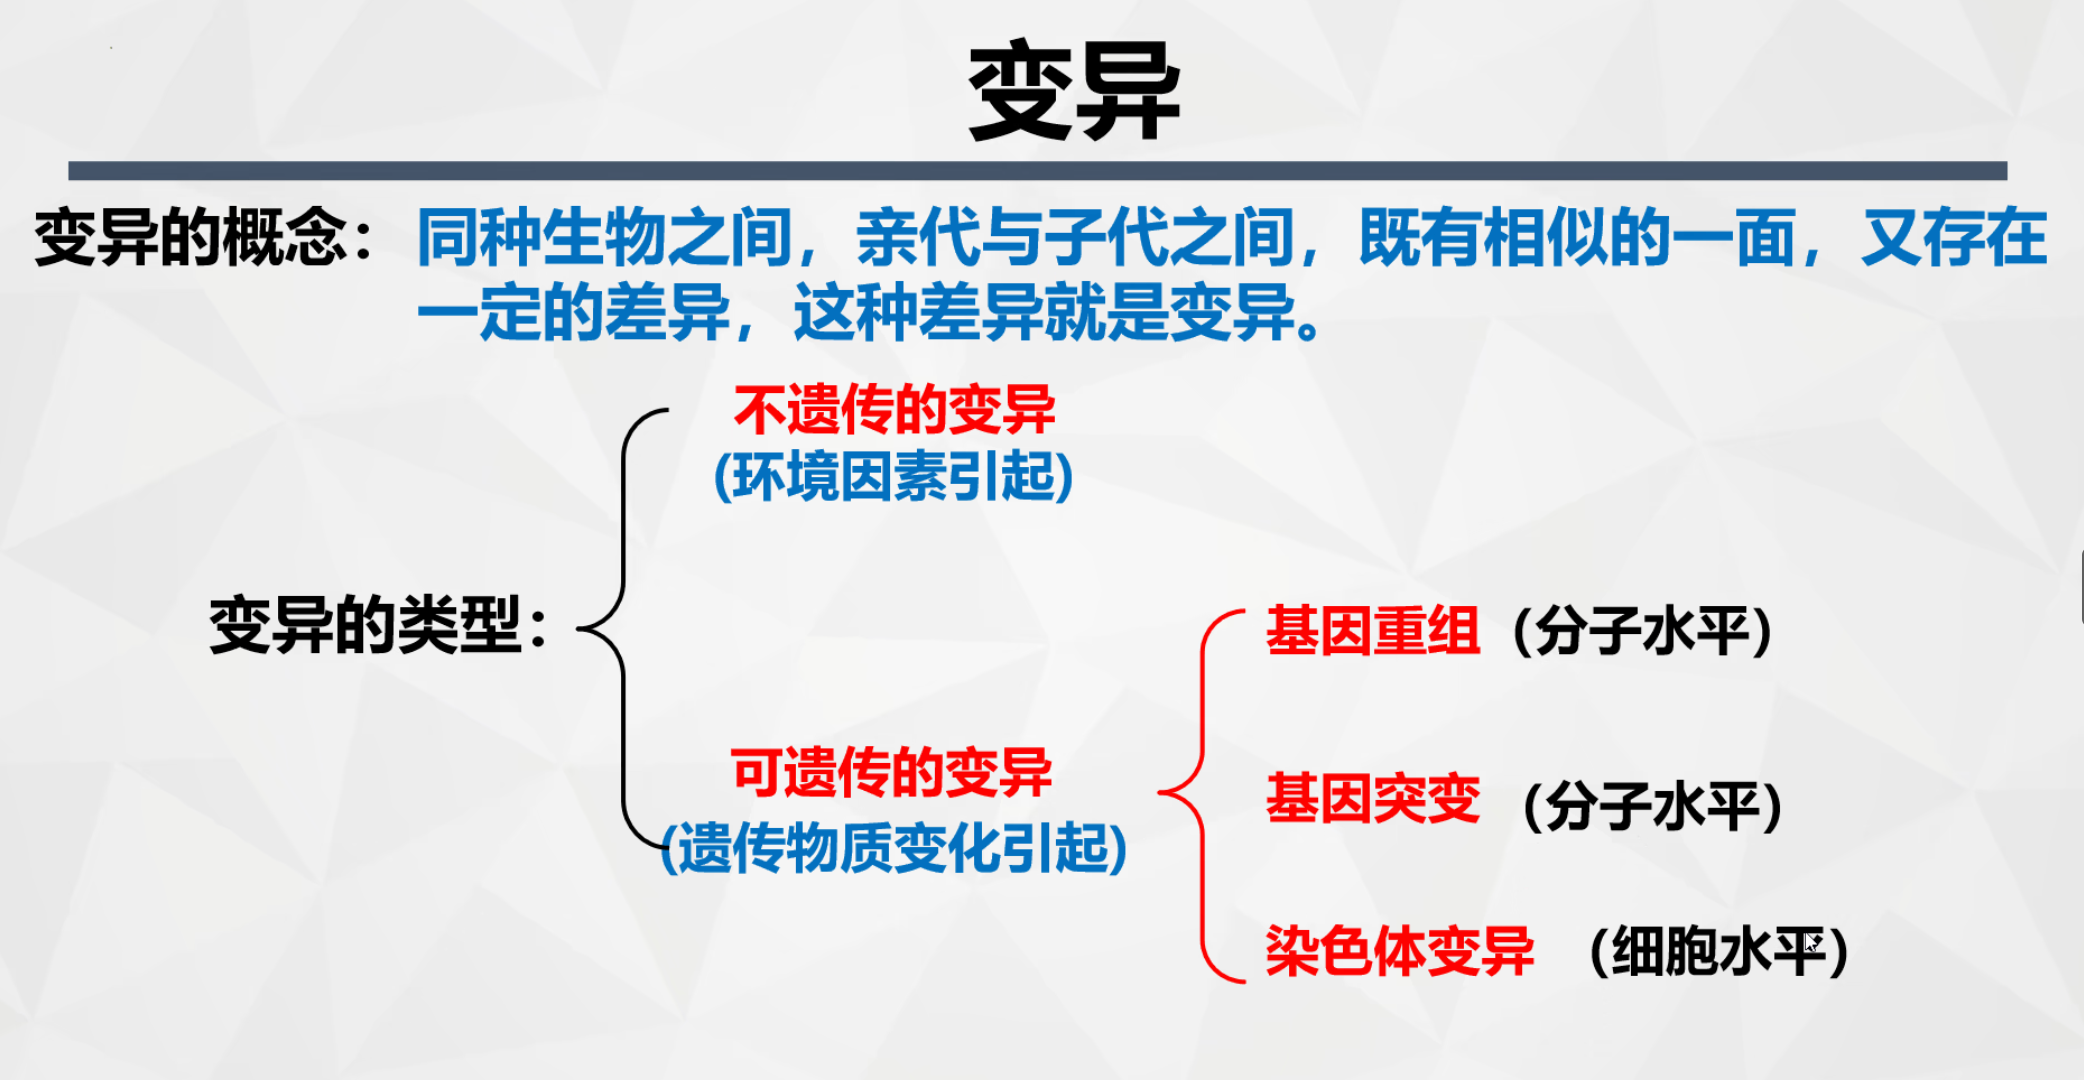 变异
变异的概念：同种生物之间，亲代与子代之间，既有相似的一面，又存在
一定的差异，这种差异就是变异。
不遗传的变异
(环境因素引起)
变异的类型：
可遗传的变异
(遗传物质变化引起)
基因重组（分子水平）
基因突变（分子水平）
染色体变异（细胞水平）